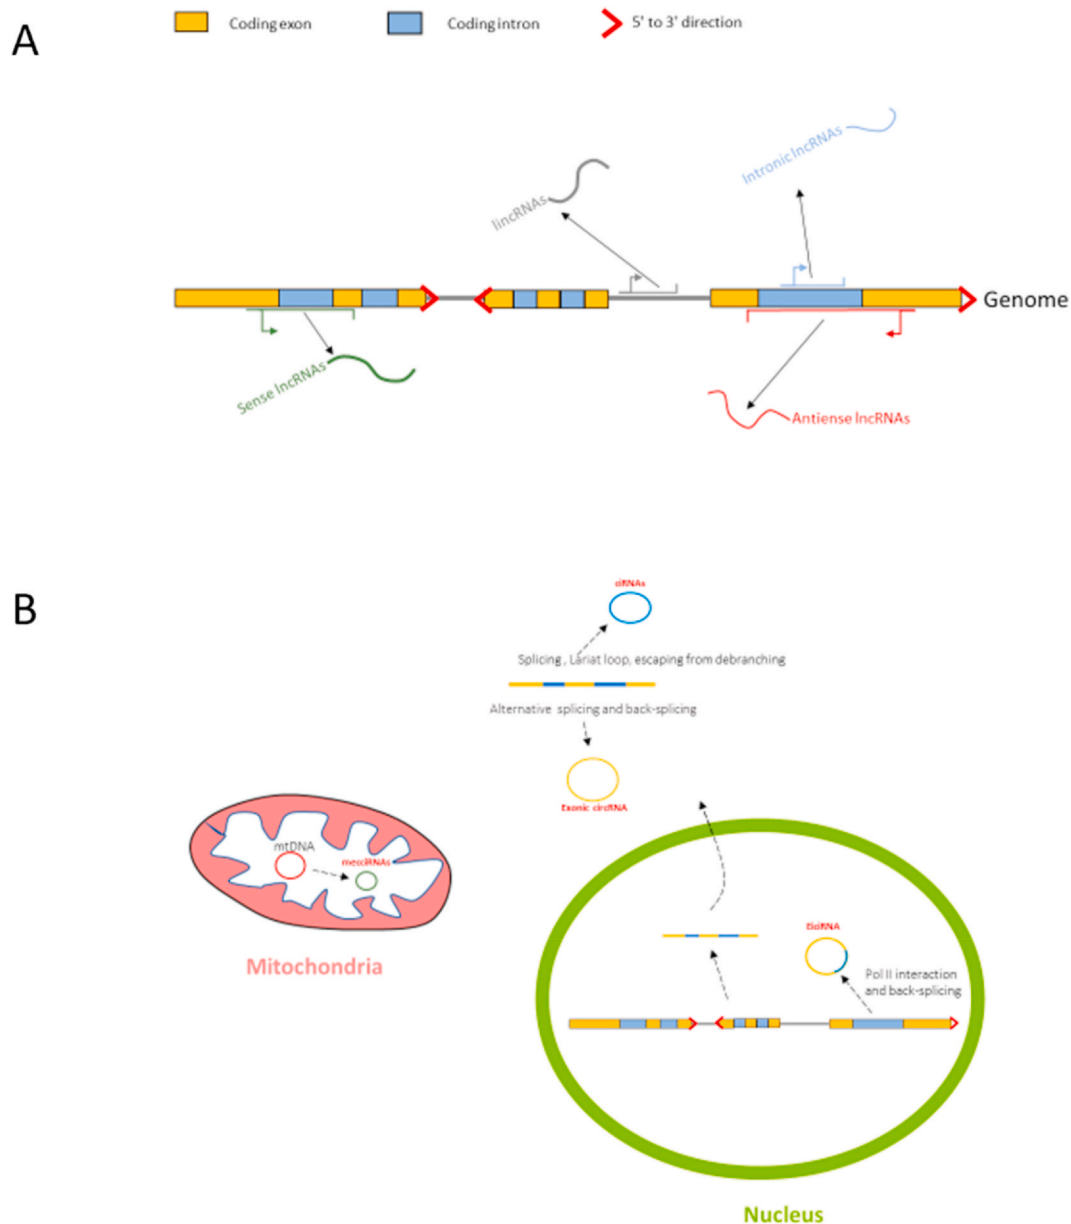 A
Coding exon
Coding intron
5' to 3' direction
Intronic lncRNAs
lincRNAs
Genome
Sense lncRNAs
Antiense lncRNAs
B
ciRNAs
Splicing , Lariat loop, escaping from debranching
Alternative splicing and back-splicing
Exonic circRNA
mtDNA
mecciRNAs
Mitochondria
EIciRNA
Pol II interaction
and back-splicing
Nucleus